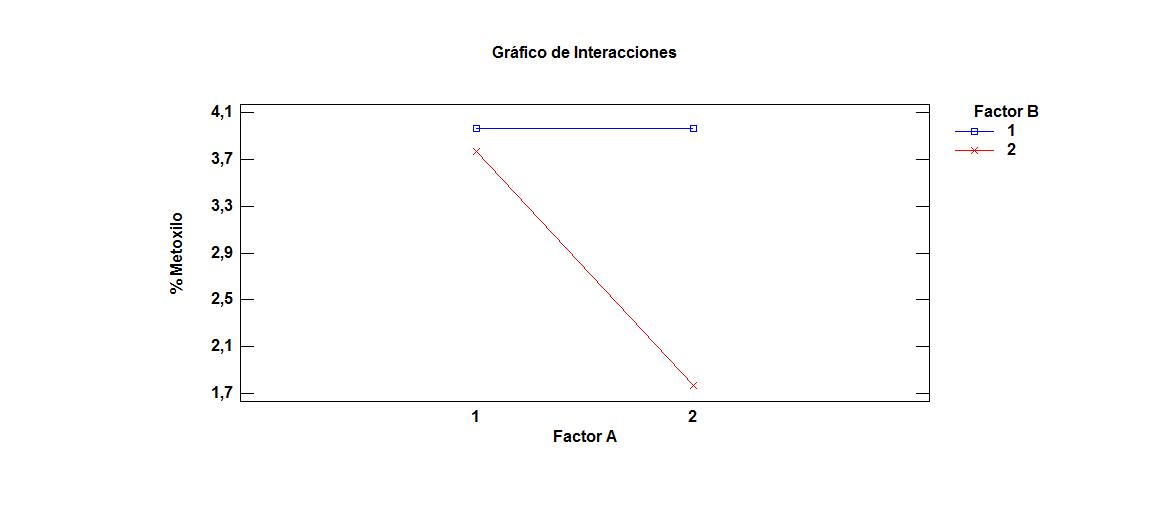 Gráfico de Interacciones
Factor B
1
2
% Metoxilo
4,1
3,7
3,3
2,9
2,5
2,1
1,7
1 2
Factor A